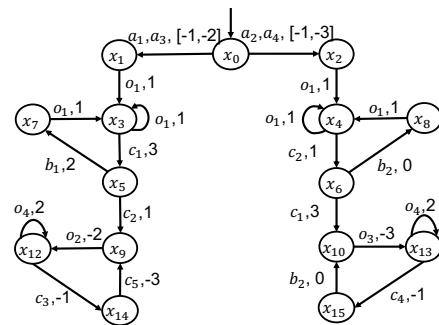 a₁,a₃, [-1,-2] a₂,a₄, [-1,-3]
x₁ x₀ x₂
o₁,1 o₁,1
x₇ o₁,1 x₃ o₁,1 o₁,1 x₄ o₁,1 x₈
c₁,3 c₂,1
b₁,2 x₅ x₆ b₂, 0
o₄,2 c₂,1 c₁,3 o₄,2
x₁₂ o₂,-2 x₉ x₁₀ o₃,-3 x₁₃
c₃,-1 c₅,-3 b₂, 0 c₄,-1
x₁₄ x₁₅